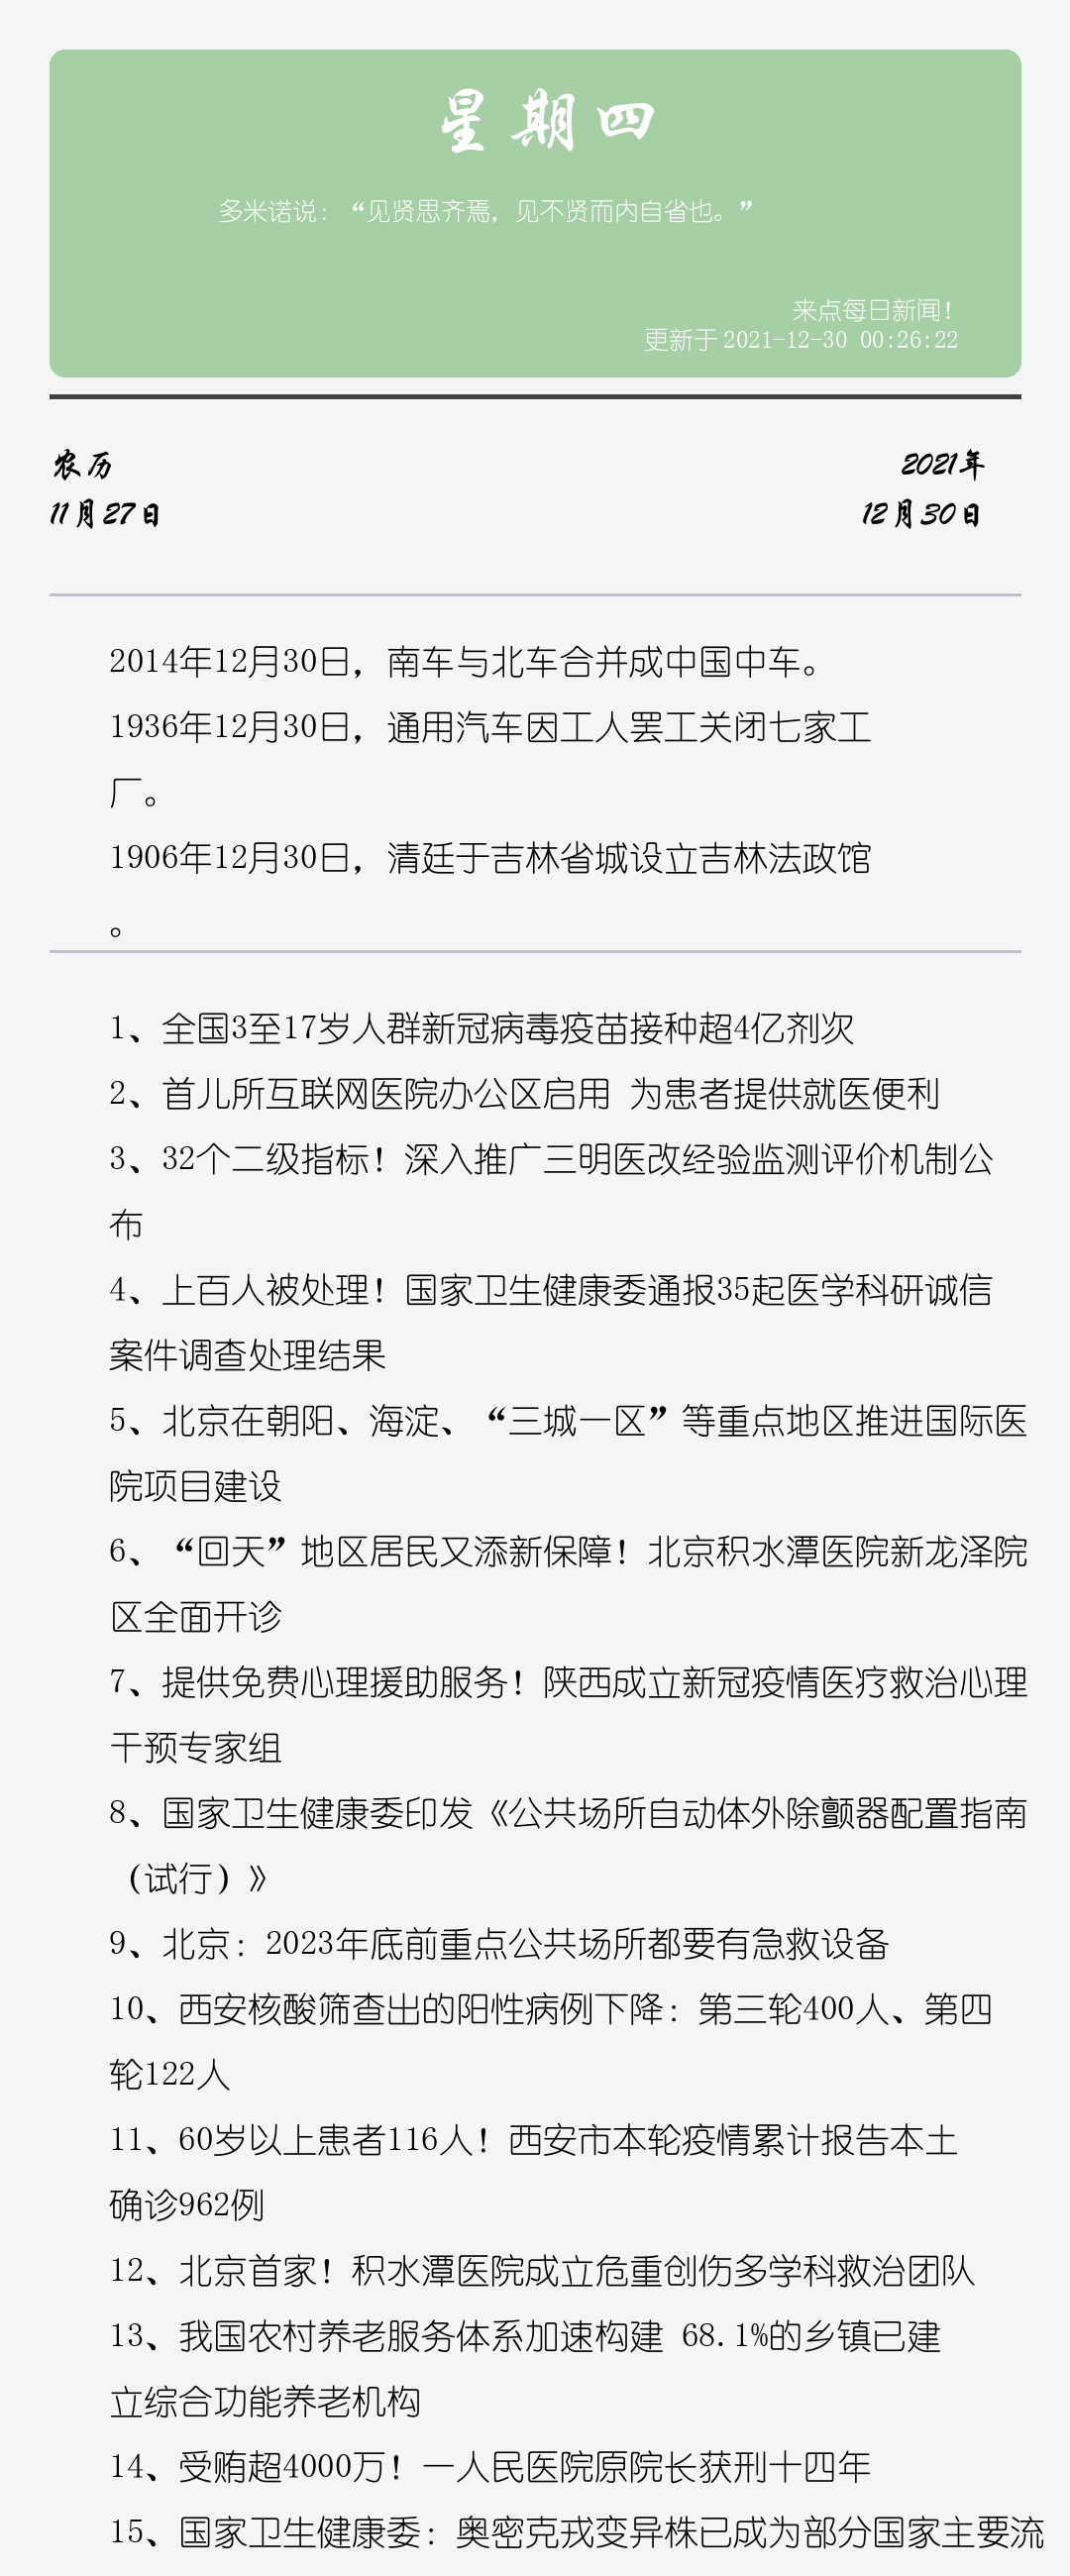 星期四
多米诺说：“见贤思齐焉，见不贤而内自省也。”
来点每日新闻！
更新于 2021-12-30 00:26:22
农历
2021年
11月27日
12月30日
2014年12月30日，南车与北车合并成中国中车。
1936年12月30日，通用汽车因工人罢工关闭七家工
厂。
1906年12月30日，清廷于吉林省城设立吉林法政馆
。
1、全国3至17岁人群新冠病毒疫苗接种超4亿剂次
2、首儿所互联网医院办公区启用 为患者提供就医便利
3、32个二级指标！深入推广三明医改经验监测评价机制公
布
4、上百人被处理！国家卫生健康委通报35起医学科研诚信
案件调查处理结果
5、北京在朝阳、海淀、“三城一区”等重点地区推进国际医
院项目建设
6、“回天”地区居民又添新保障！北京积水潭医院新龙泽院
区全面开诊
7、提供免费心理援助服务！陕西成立新冠疫情医疗救治心理
干预专家组
8、国家卫生健康委印发《公共场所自动体外除颤器配置指南
（试行）》
9、北京：2023年底前重点公共场所都要有急救设备
10、西安核酸筛查出的阳性病例下降：第三轮400人、第四
轮122人
11、60岁以上患者116人！西安市本轮疫情累计报告本土
确诊962例
12、北京首家！积水潭医院成立危重创伤多学科救治团队
13、我国农村养老服务体系加速构建 68.1%的乡镇已建
立综合功能养老机构
14、受贿超4000万！一人民医院原院长获刑十四年
15、国家卫生健康委：奥密克戎变异株已成为部分国家主要流